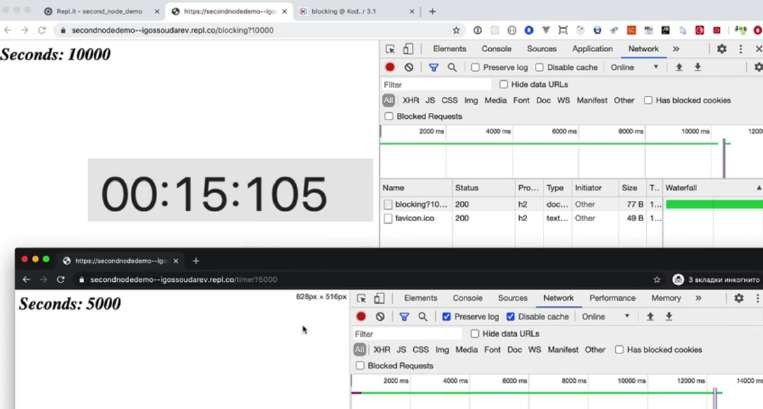 Repl.it - second_node_demo
https://secondnodedemo--igos
blocking @ Kod... r 3.1
secondnodedemo--igossoudarev.repl.co/blocking?10000
Seconds: 10000
Elements Console Sources Application Network
Preserve log Disable cache Online
Filter Hide data URLs
All XHR JS CSS Img Media Font Doc WS Manifest Other Has blocked cookies
Blocked Requests
2000 ms 4000 ms 6000 ms 8000 ms 10000 ms 12000
00:15:105
Name Status Pro... Type Initiator Size T... Waterfall
blocking?10... 200 h2 doc... Other 77 B 1...
favicon.ico 200 h2 text... Other 49 B 1...
https://secondnodedemo--igos
secondnodedemo--igossoudarev.repl.co/timer?5000
3 вкладки инкогнито
Seconds: 5000
828px × 516px
Elements Console Sources Network Performance Memory
Preserve log Disable cache Online
Filter Hide data URLs
All XHR JS CSS Img Media Font Doc WS Manifest Other Has blocked cookies
Blocked Requests
2000 ms 4000 ms 6000 ms 8000 ms 10000 ms 12000 ms 14000 ms